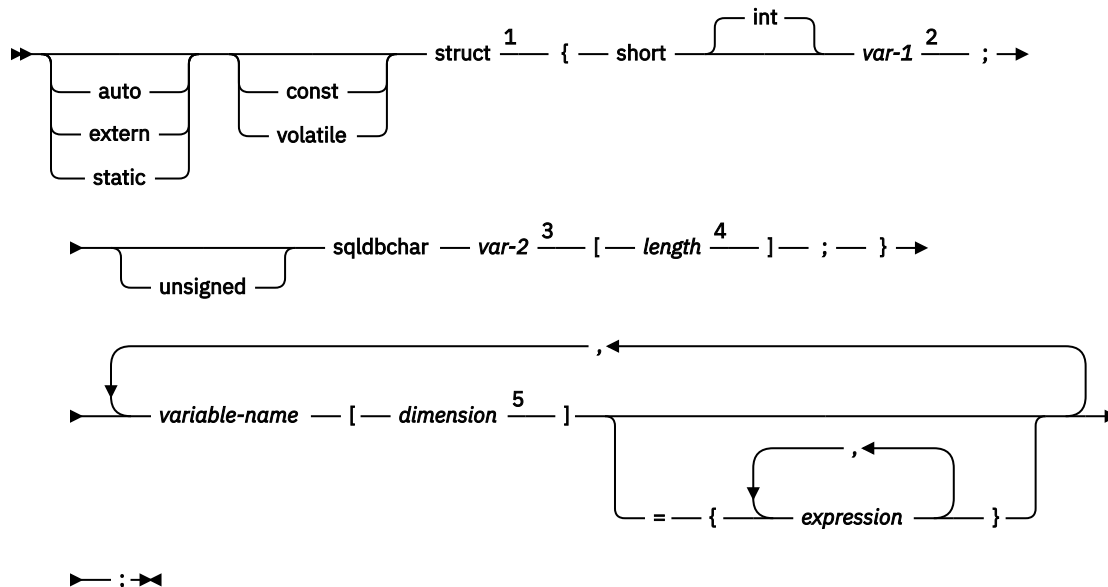 int
struct 1 { short var-1 2 ;
auto const
extern volatile
static
sqldbchar var-2 3 [ length 4 ] ; }
unsigned
,
variable-name [ dimension 5 ]
,
= { expression }
;